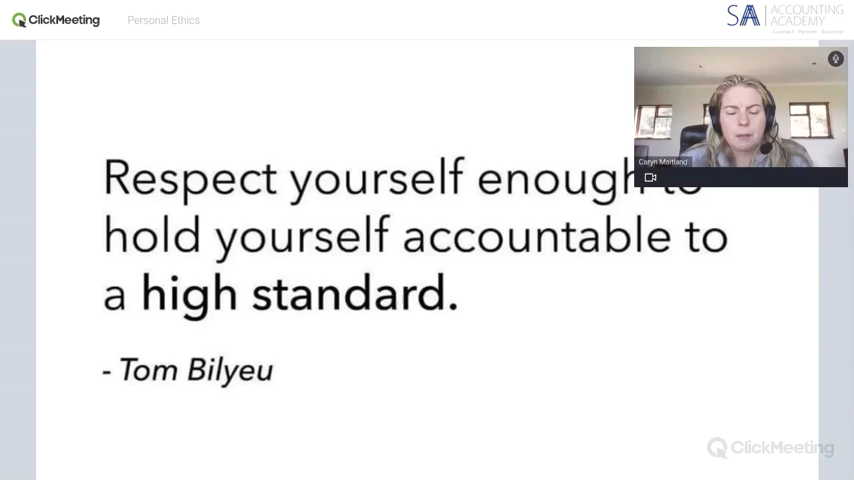 ClickMeeting
Personal Ethics
SAA ACCOUNTING
ACADEMY
Caryn Maitland
Respect yourself enough to
hold yourself accountable to
a high standard.
- Tom Bilyeu
ClickMeeting